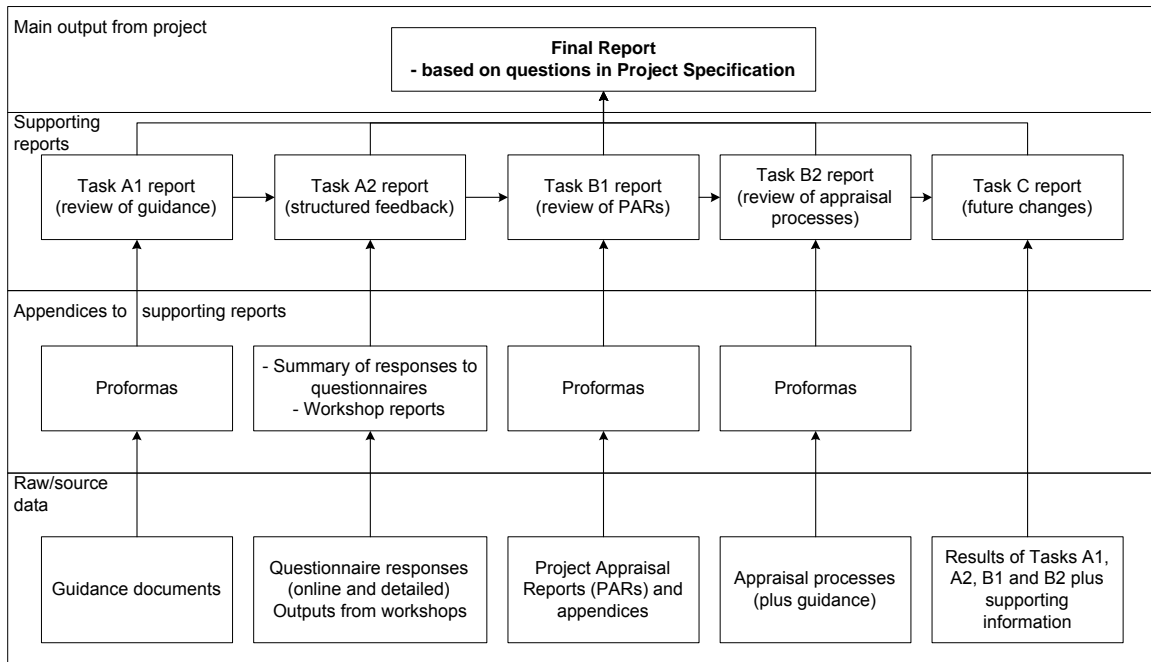 Main output from project
Final Report
- based on questions in Project Specification
Supporting
reports
Task A1 report
(review of guidance)
Task A2 report
(structured feedback)
Task B1 report
(review of PARs)
Task B2 report
(review of appraisal
processes)
Task C report
(future changes)
Appendices to supporting reports
Proformas
- Summary of responses to
questionnaires
- Workshop reports
Proformas
Proformas
Raw/source
data
Guidance documents
Questionnaire responses
(online and detailed)
Outputs from workshops
Project Appraisal
Reports (PARs) and
appendices
Appraisal processes
(plus guidance)
Results of Tasks A1,
A2, B1 and B2 plus
supporting
information